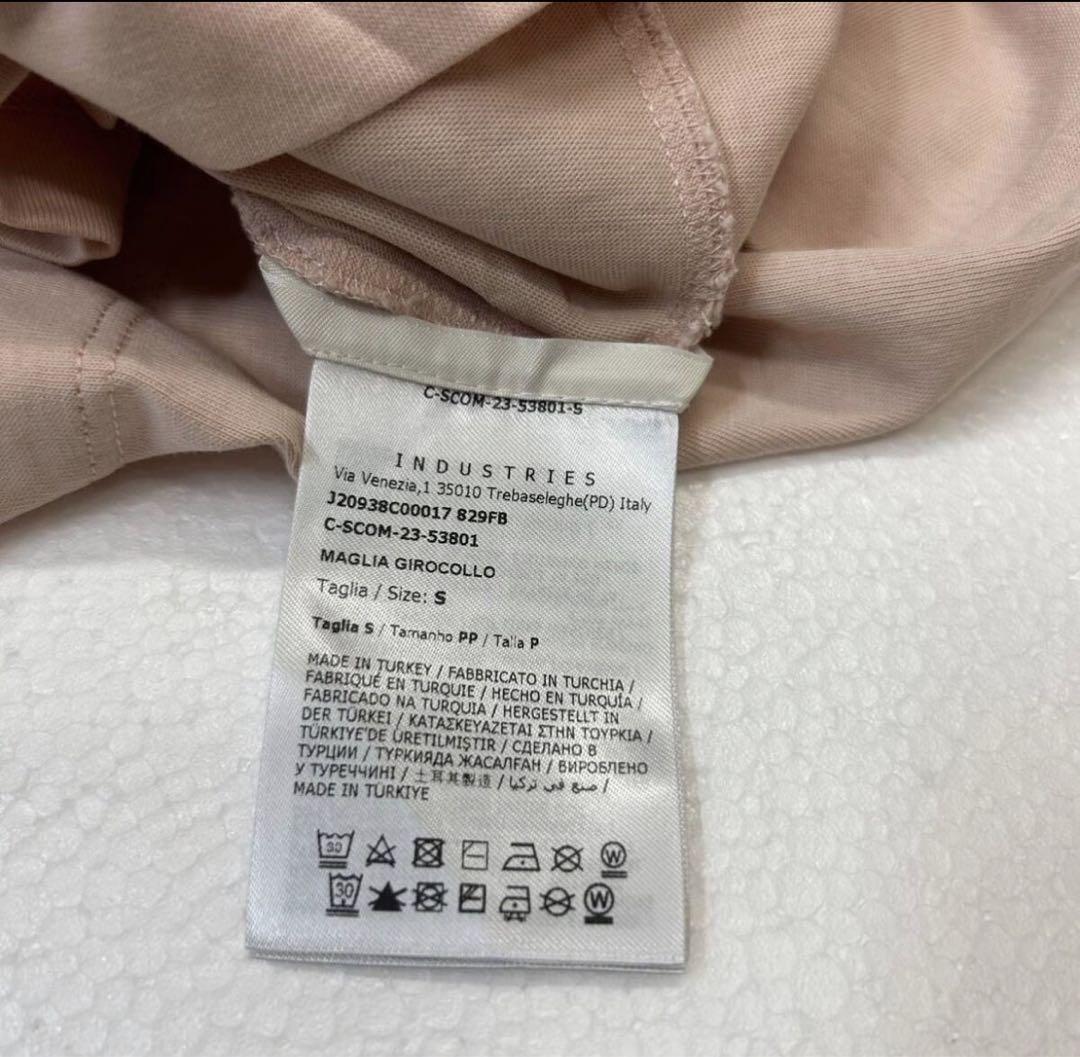 C-SCOM-23-53801-S
INDUSTRIES
Via Venezia,1 35010 Trebaseleghe(PD) Italy
J20938C00017 829FB
C-SCOM-23-53801
MAGLIA GIROCOLLO
Taglia / Size: S
Taglia S / Tamanho PP / Talla P
MADE IN TURKEY / FABBRICATO IN TURCHIA /
FABRIQUÉ EN TURQUIE / HECHO EN TURQUÍA /
FABRICADO NA TURQUIA / HERGESTELLT IN
DER TÜRKEI / ΚΑΤΑΣΚΕΥΑΖΕΤΑΙ ΣΤΗΝ ΤΟΥΡΚΙΑ /
TÜRKIYE'DE ÜRETILMIŞTIR / СДЕЛАНО В
ТУРЦИИ / ТҮРКИЯДА ЖАСАЛҒАН / ВИРОБЛЕНО
У ТУРЕЧЧИНІ / 土耳其製造 / صنع في تركيا /
MADE IN TÜRKIYE
30 W
30 W